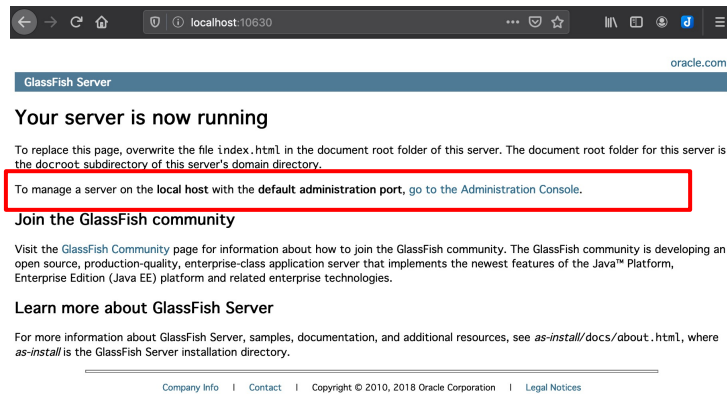 localhost:10630
oracle.com
GlassFish Server
Your server is now running
To replace this page, overwrite the file index.html in the document root folder of this server. The document root folder for this server is
the docroot subdirectory of this server's domain directory.
To manage a server on the local host with the default administration port, go to the Administration Console.
Join the GlassFish community
Visit the GlassFish Community page for information about how to join the GlassFish community. The GlassFish community is developing an
open source, production-quality, enterprise-class application server that implements the newest features of the Java™ Platform,
Enterprise Edition (Java EE) platform and related enterprise technologies.
Learn more about GlassFish Server
For more information about GlassFish Server, samples, documentation, and additional resources, see as-install/docs/about.html, where
as-install is the GlassFish Server installation directory.
Company Info | Contact | Copyright © 2010, 2018 Oracle Corporation | Legal Notices